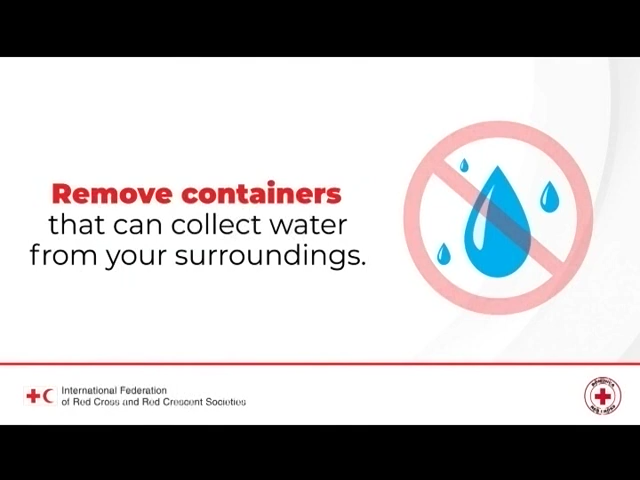 Remove containers
that can collect water
from your surroundings.
International Federation
of Red Cross and Red Crescent Societies